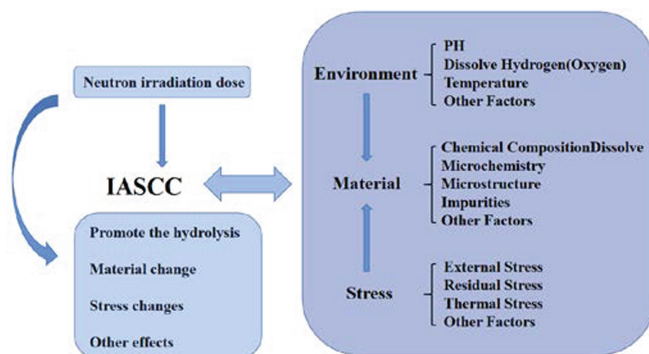 Neutron irradiation dose
IASCC
Promote the hydrolysis
Material change
Stress changes
Other effects
Environment
PH
Dissolve Hydrogen(Oxygen)
Temperature
Other Factors
Material
Chemical CompositionDissolve
Microchemistry
Microstructure
Impurities
Other Factors
Stress
External Stress
Residual Stress
Thermal Stress
Other Factors